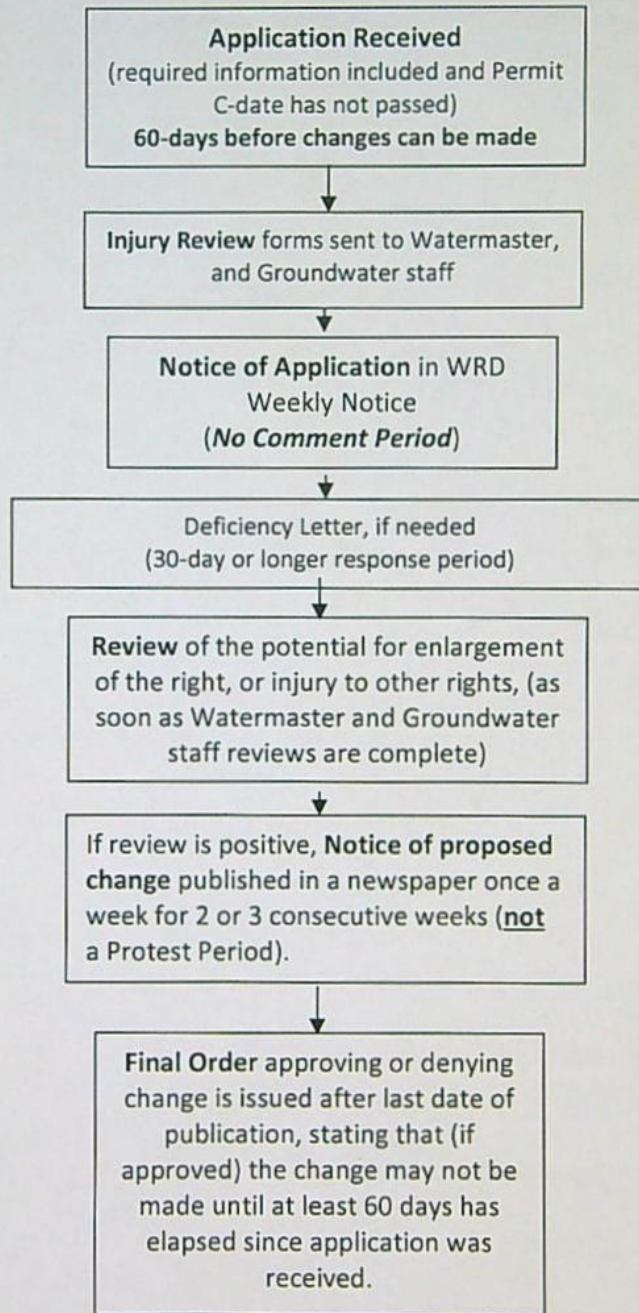 Application Received
(required information included and Permit
C-date has not passed)
60-days before changes can be made
Injury Review forms sent to Watermaster,
and Groundwater staff
Notice of Application in WRD
Weekly Notice
(No Comment Period)
Deficiency Letter, if needed
(30-day or longer response period)
Review of the potential for enlargement
of the right, or injury to other rights, (as
soon as Watermaster and Groundwater
staff reviews are complete)
If review is positive, Notice of proposed
change published in a newspaper once a
week for 2 or 3 consecutive weeks (not
a Protest Period).
Final Order approving or denying
change is issued after last date of
publication, stating that (if
approved) the change may not be
made until at least 60 days has
elapsed since application was
received.